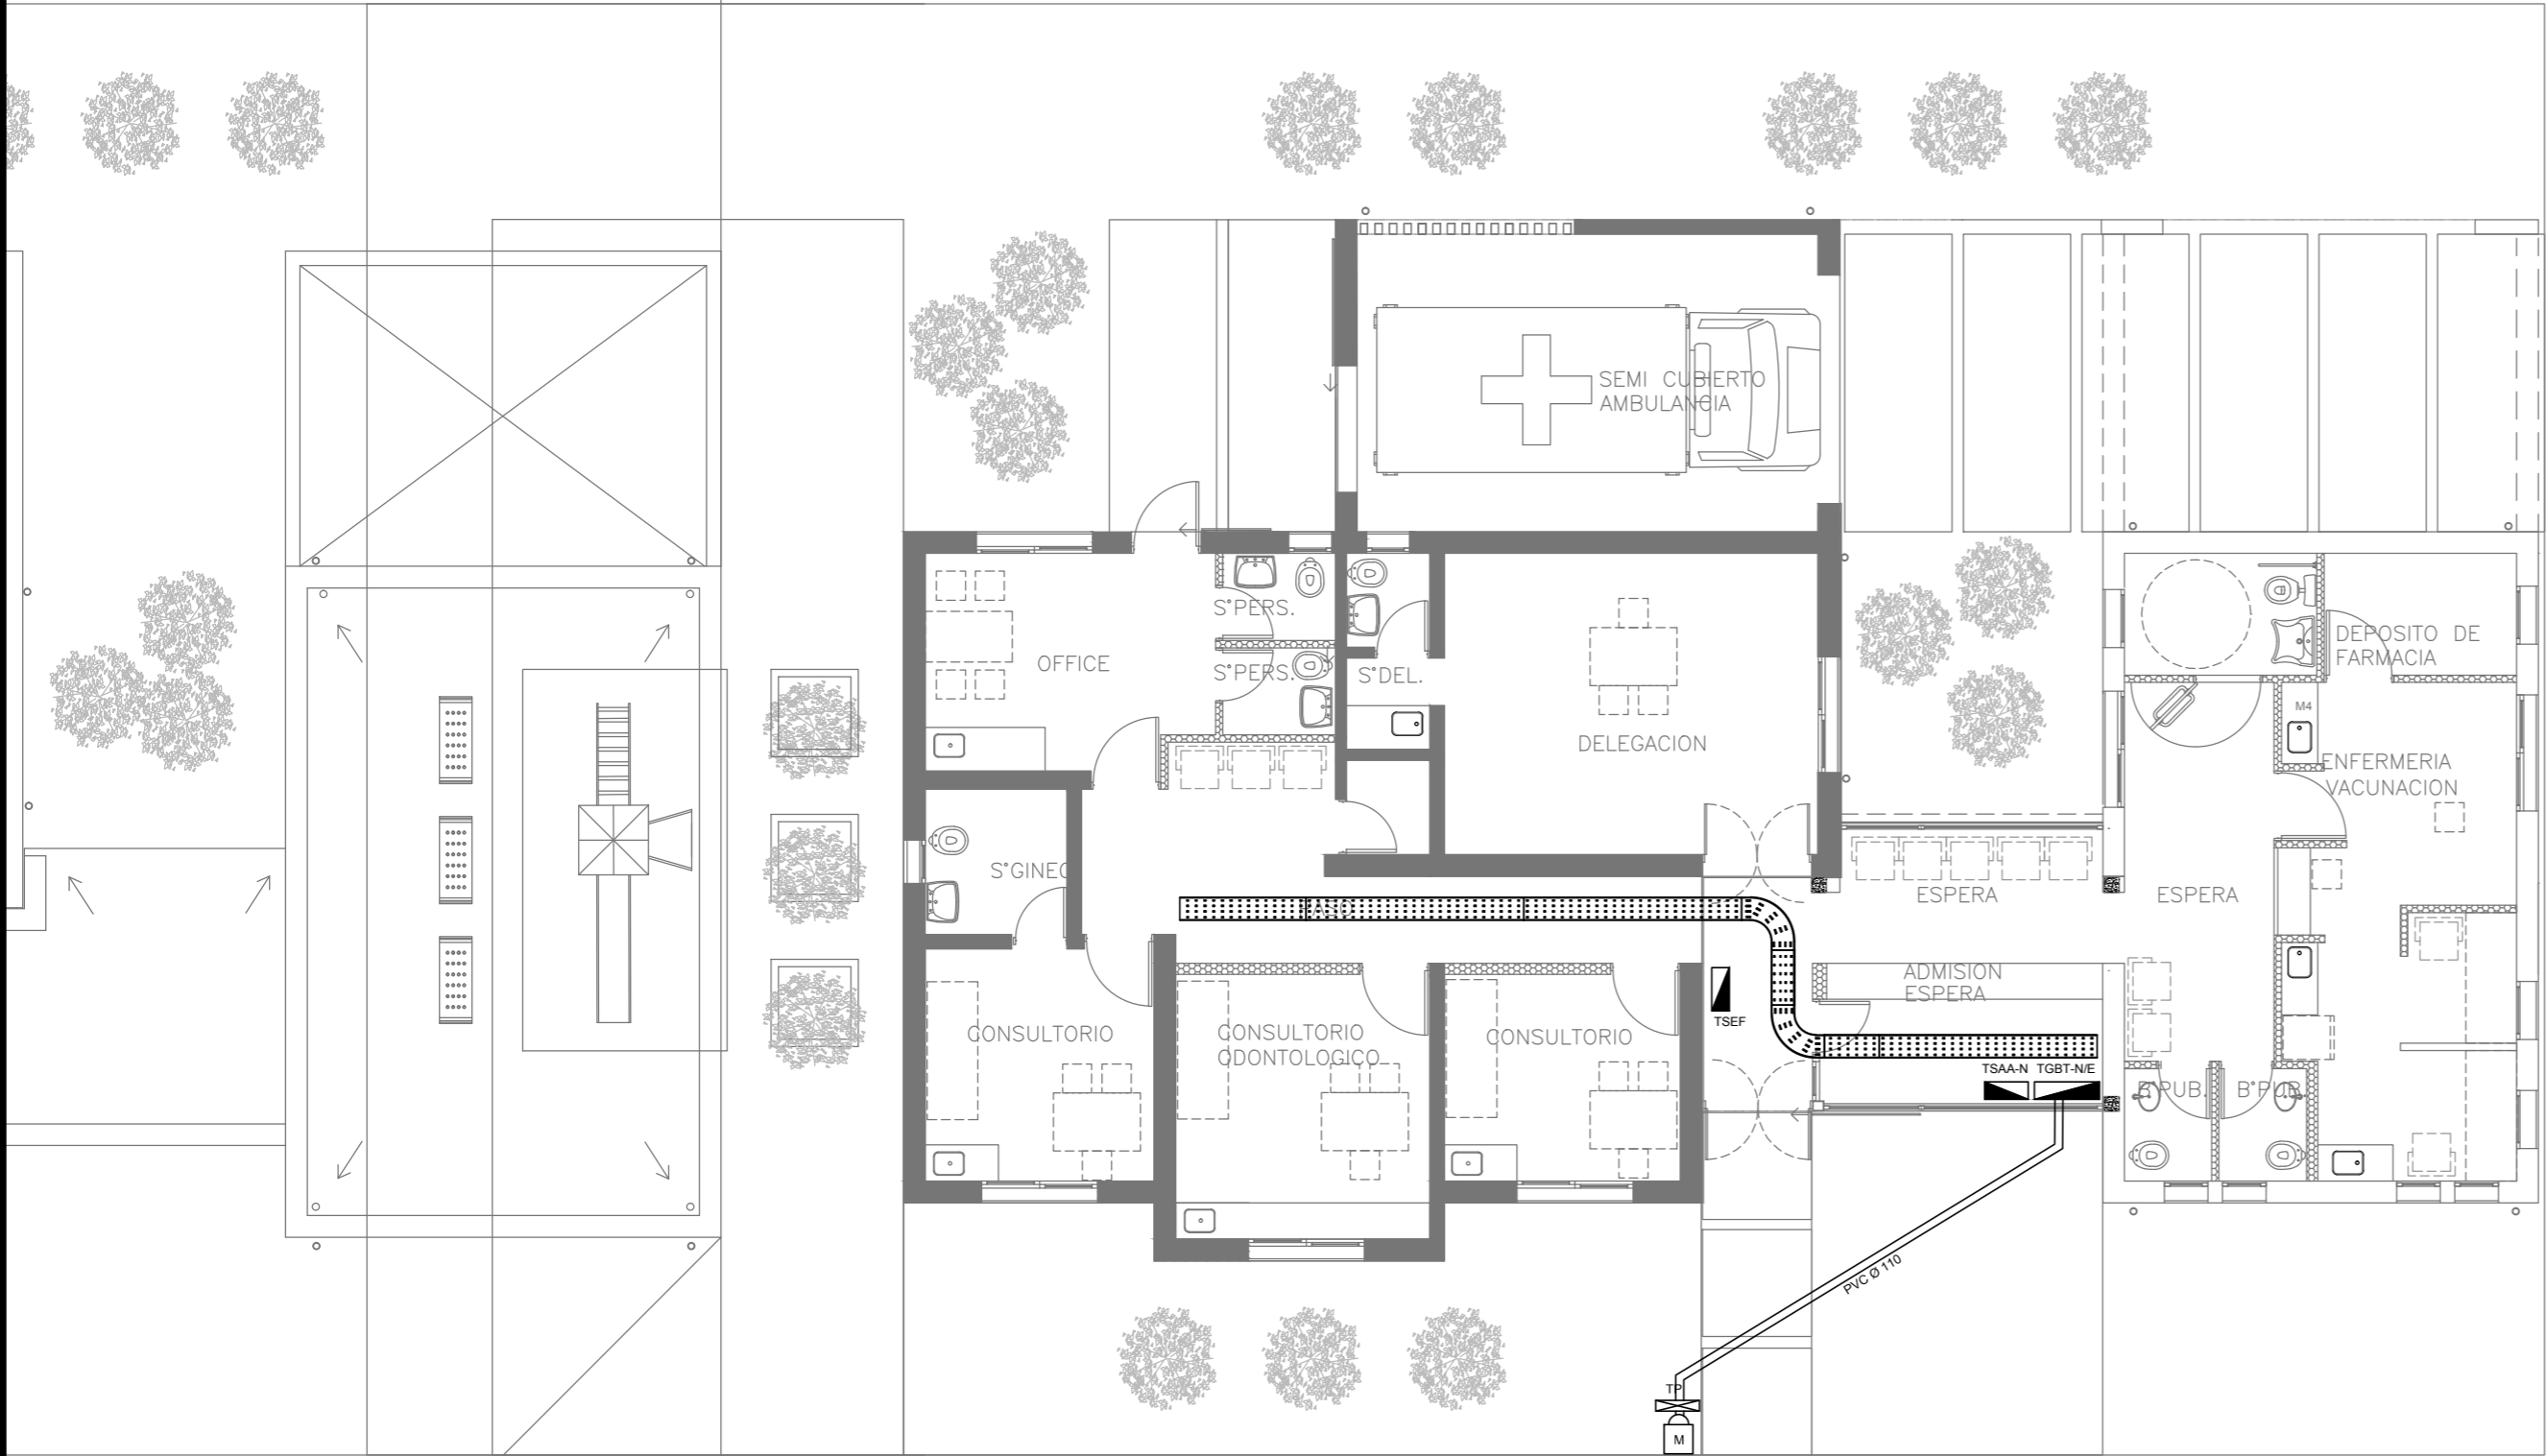 SEMI CUBIERTO
AMBULANCIA
S°PERS.
OFFICE
S°PERS.
S°DEL.
DELEGACION
DEPOSITO DE
FARMACIA
M4
ENFERMERIA
VACUNACION
S°GINEC
PASO
ESPERA
ESPERA
ADMISION
ESPERA
TSEF
CONSULTORIO
CONSULTORIO
ODONTOLOGICO
CONSULTORIO
TSAA-N
TGBT-N/E
B°PUB.
B°PUB.
PVC Ø 110
TP
M